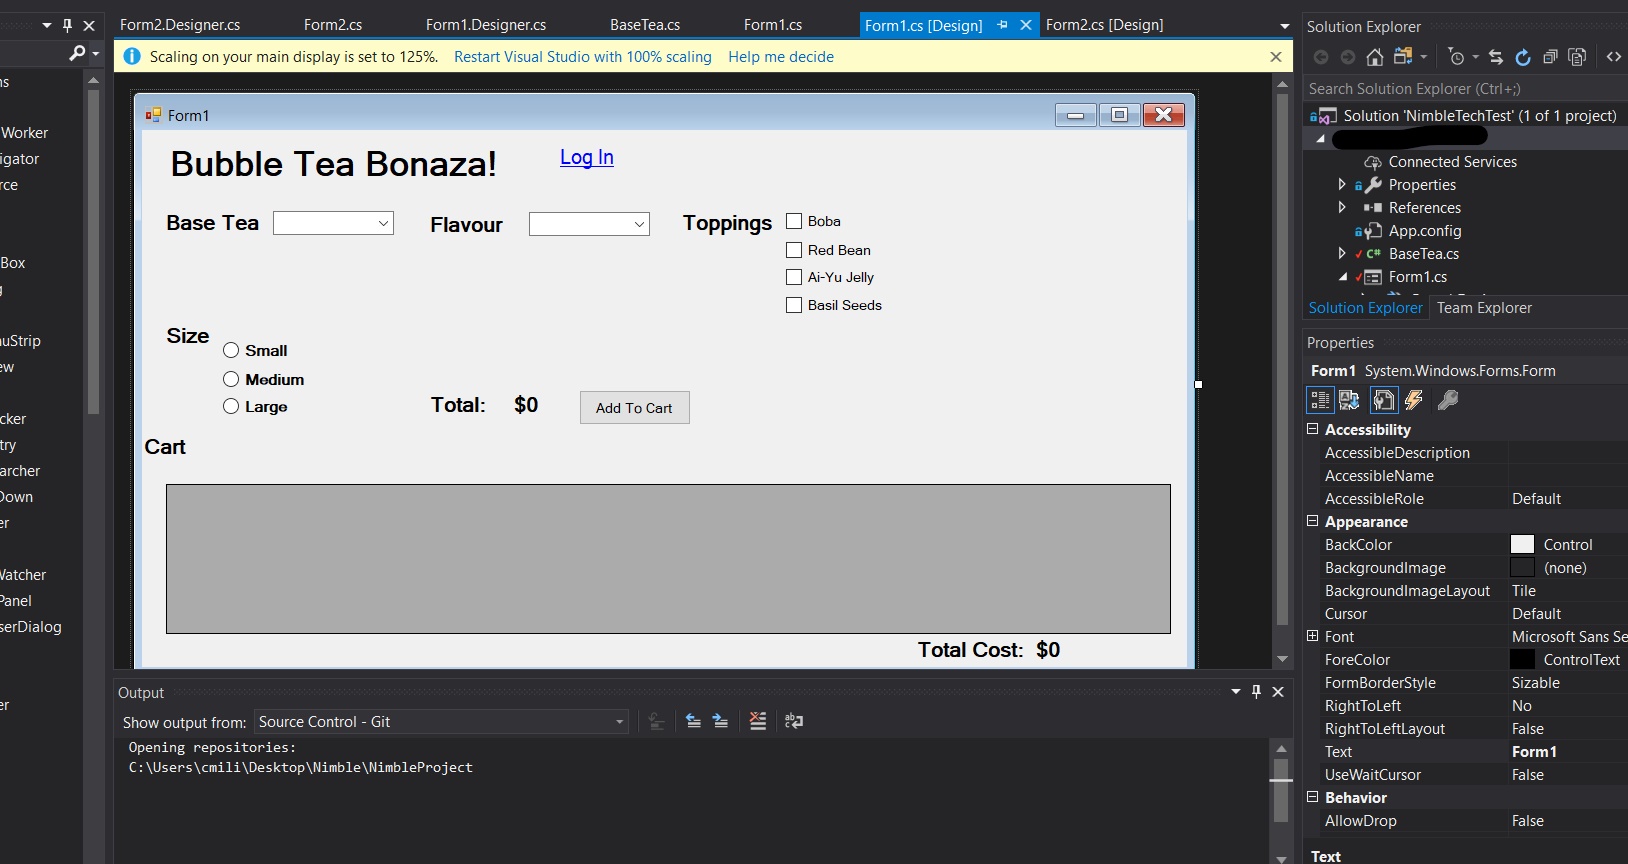 Form2.Designer.cs Form2.cs Form1.Designer.cs BaseTea.cs Form1.cs Form1.cs [Design] Form2.cs [Design]
Scaling on your main display is set to 125%. Restart Visual Studio with 100% scaling Help me decide
Form1
Bubble Tea Bonaza! Log In
Base Tea Flavour Toppings Boba
Red Bean
Ai-Yu Jelly
Basil Seeds
Size
Small
Medium
Large
Total: $0 Add To Cart
Cart
Total Cost: $0
Output
Show output from: Source Control - Git
Opening repositories:
C:\Users\cmili\Desktop\Nimble\NimbleProject
Solution Explorer
Search Solution Explorer (Ctrl+;)
Solution 'NimbleTechTest' (1 of 1 project)
Connected Services
Properties
References
App.config
C# BaseTea.cs
Form1.cs
Solution Explorer Team Explorer
Properties
Form1 System.Windows.Forms.Form
Accessibility
AccessibleDescription
AccessibleName
AccessibleRole Default
Appearance
BackColor Control
BackgroundImage (none)
BackgroundImageLayout Tile
Cursor Default
Font Microsoft Sans Se
ForeColor ControlText
FormBorderStyle Sizable
RightToLeft No
RightToLeftLayout False
Text Form1
UseWaitCursor False
Behavior
AllowDrop False
Text
Worker
igator
rce
Box
uStrip
ew
cker
try
archer
Down
er
Watcher
Panel
serDialog
er